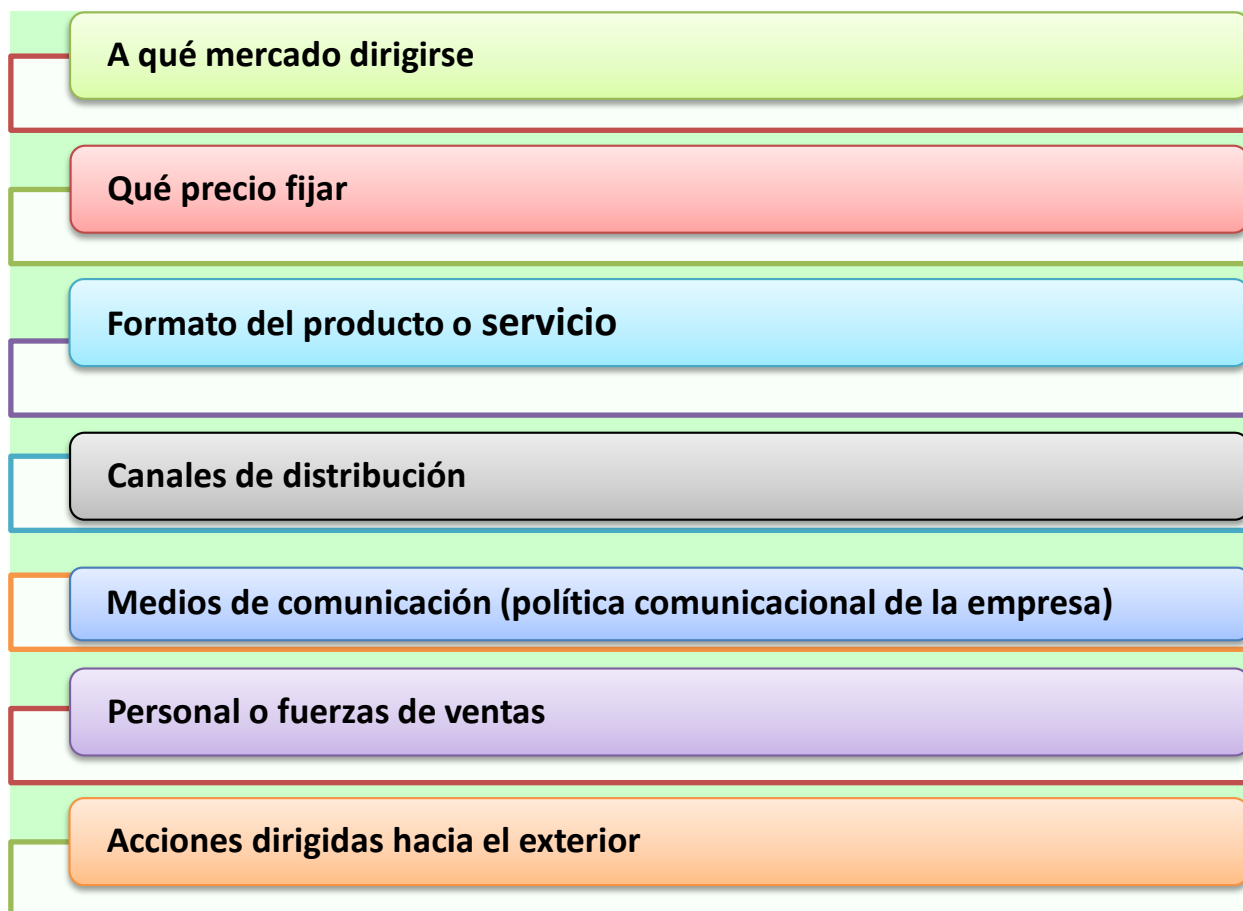 A qué mercado dirigirse
Qué precio fijar
Formato del producto o servicio
Canales de distribución
Medios de comunicación (política comunicacional de la empresa)
Personal o fuerzas de ventas
Acciones dirigidas hacia el exterior